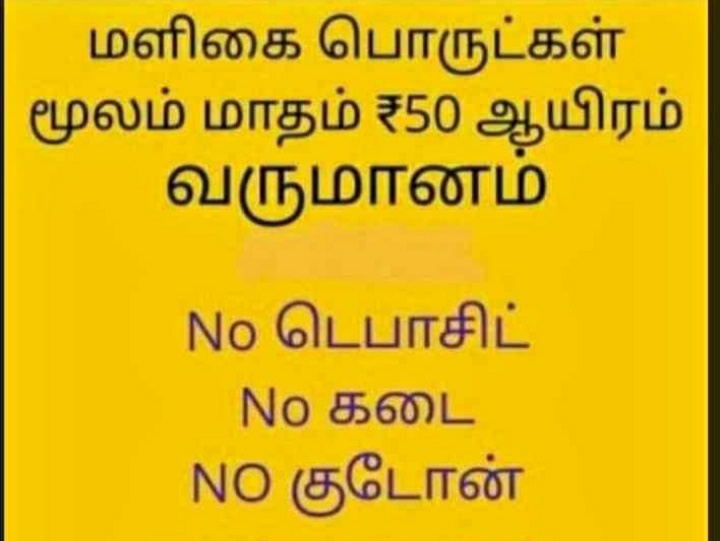 மளிகை பொருட்கள்
மூலம் மாதம் ₹50 ஆயிரம்
வருமானம்
No டெபாசிட்
No கடை
NO குடோன்